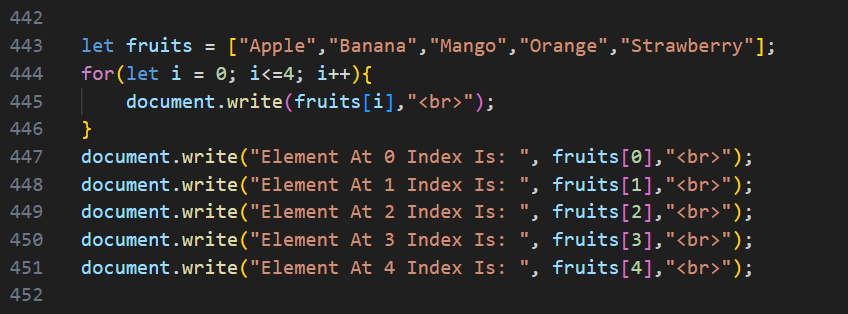 442
443 let fruits = ["Apple","Banana","Mango","Orange","Strawberry"];
444 for(let i = 0; i<=4; i++){
445     document.write(fruits[i],"<br>");
446 }
447 document.write("Element At 0 Index Is: ", fruits[0],"<br>");
448 document.write("Element At 1 Index Is: ", fruits[1],"<br>");
449 document.write("Element At 2 Index Is: ", fruits[2],"<br>");
450 document.write("Element At 3 Index Is: ", fruits[3],"<br>");
451 document.write("Element At 4 Index Is: ", fruits[4],"<br>");
452